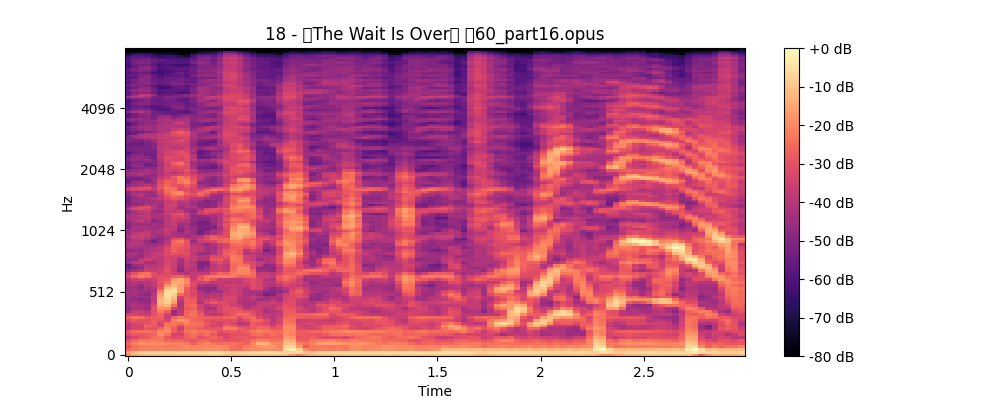 18 - ▯The Wait Is Over▯ ▯60_part16.opus
+0 dB
4096
-10 dB
-20 dB
2048
-30 dB
Hz
-40 dB
1024
-50 dB
512
-60 dB
-70 dB
0
-80 dB
0
0.5
1
1.5
2
2.5
Time